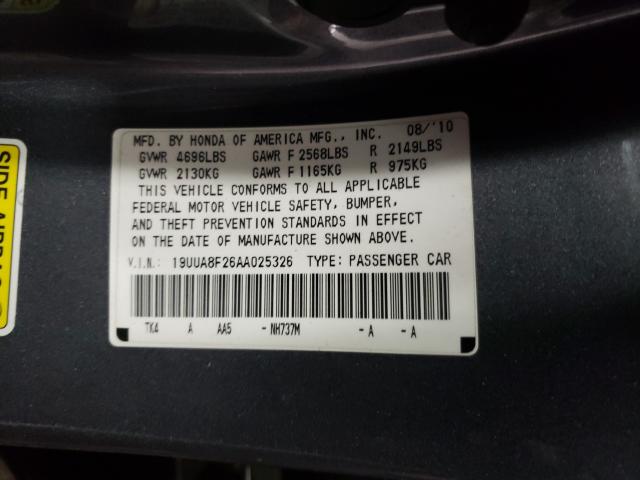 MFD. BY HONDA OF AMERICA MFG., INC. 08/'10
GVWR 4696LBS GAWR F 2568LBS R 2149LBS
GVWR 2130KG GAWR F 1165KG R 975KG
THIS VEHICLE CONFORMS TO ALL APPLICABLE
FEDERAL MOTOR VEHICLE SAFETY, BUMPER,
AND THEFT PREVENTION STANDARDS IN EFFECT
ON THE DATE OF MANUFACTURE SHOWN ABOVE.
V.I.N.: 19UUA8F26AA025326 TYPE: PASSENGER CAR
TK4 A AA5 -NH737M -A -A
SIDE